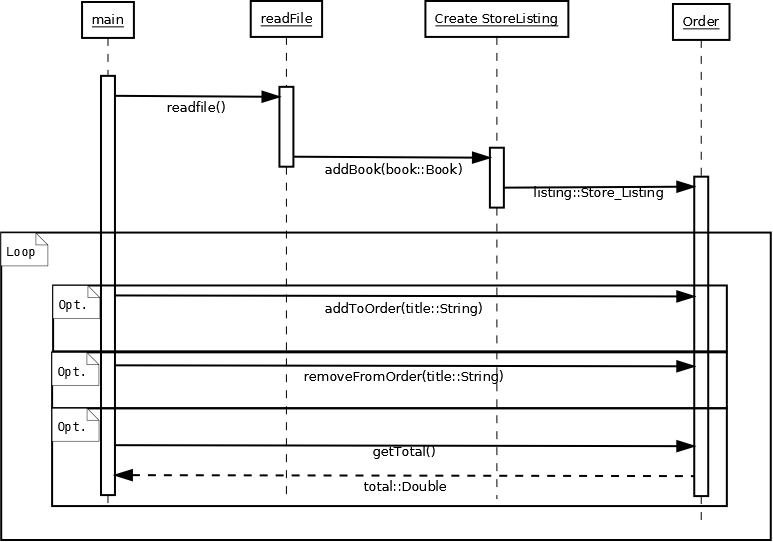 main
readFile
Create StoreListing
Order
readfile()
addBook(book::Book)
listing::Store_Listing
Loop
Opt.
addToOrder(title::String)
Opt.
removeFromOrder(title::String)
Opt.
getTotal()
total::Double